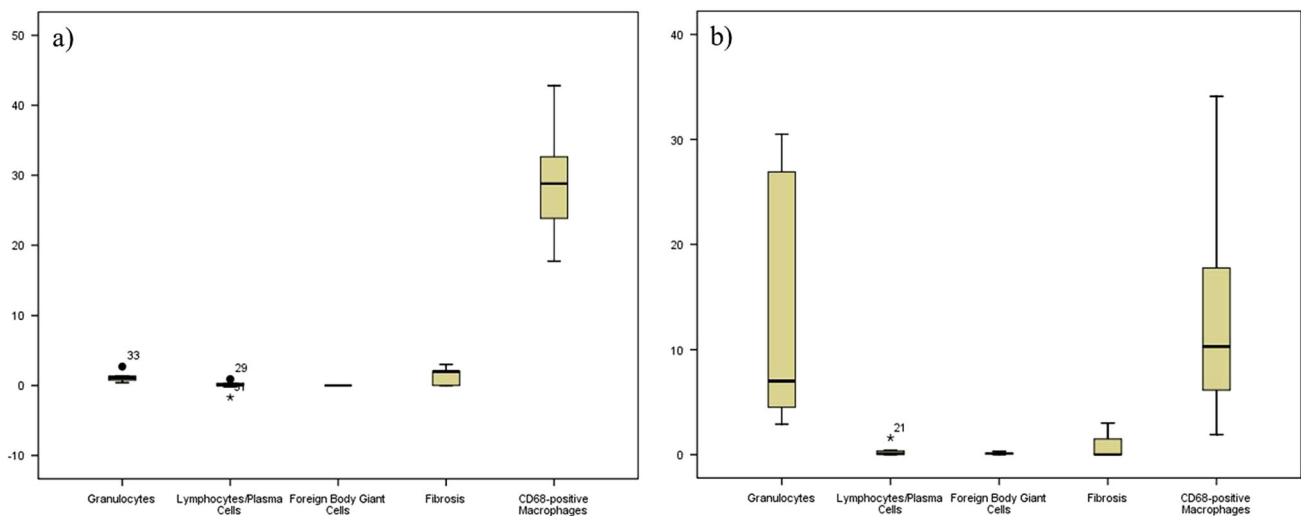 a)
50
40
30
20
10
0
-10
33
29
31
*
Granulocytes
Lymphocytes/Plasma
Cells
Foreign Body Giant
Cells
Fibrosis
CD68-positive
Macrophages
b)
40
30
20
10
0
* 21
Granulocytes
Lymphocytes/Plasma
Cells
Foreign Body Giant
Cells
Fibrosis
CD68-positive
Macrophages